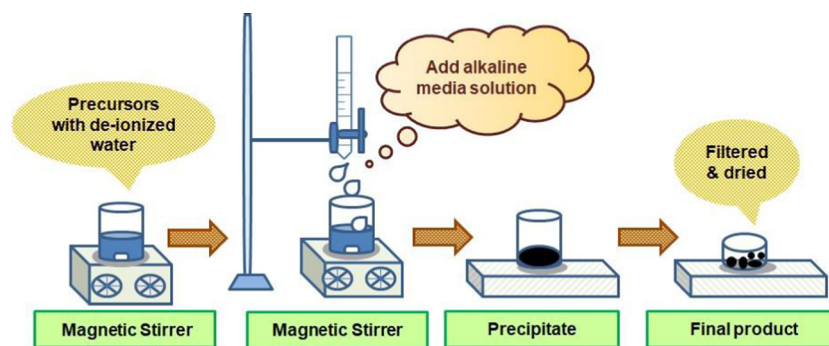 Precursors
with de-ionized
water
Add alkaline
media solution
Filtered
& dried
Magnetic Stirrer
Magnetic Stirrer
Precipitate
Final product